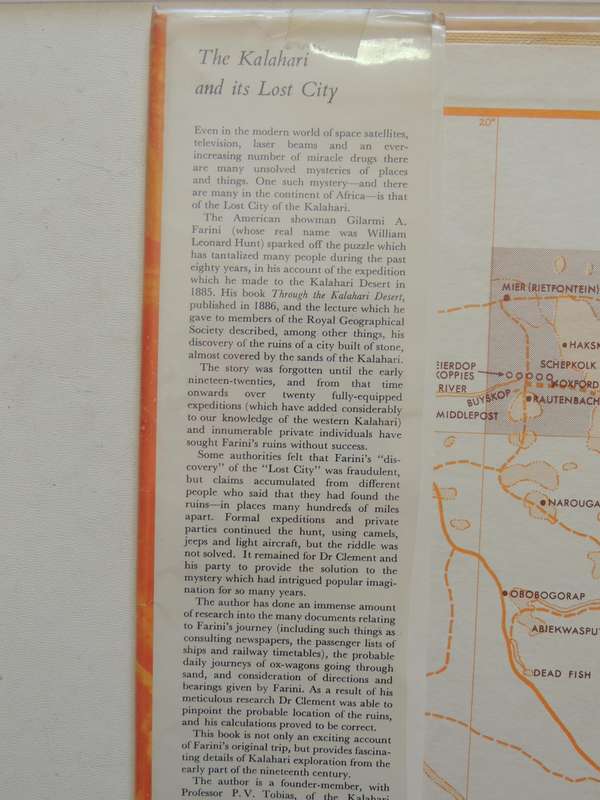 The Kalahari
and its Lost City
Even in the modern world of space satellites,
television, laser beams and an ever-
increasing number of miracle drugs there
are many unsolved mysteries of places
and things. One such mystery—and there
are many in the continent of Africa—is that
of the Lost City of the Kalahari.
The American showman Gilarmi A.
Farini (whose real name was William
Leonard Hunt) sparked off the puzzle which
has tantalized many people during the past
eighty years, in his account of the expedition
which he made to the Kalahari Desert in
1885. His book Through the Kalahari Desert,
published in 1886, and the lecture which he
gave to members of the Royal Geographical
Society described, among other things, his
discovery of the ruins of a city built of stone,
almost covered by the sands of the Kalahari.
The story was forgotten until the early
nineteen-twenties, and from that time
onwards over twenty fully-equipped
expeditions (which have added considerably
to our knowledge of the western Kalahari)
and innumerable private individuals have
sought Farini's ruins without success.
Some authorities felt that Farini's "dis-
covery" of the "Lost City" was fraudulent,
but claims accumulated from different
people who said that they had found the
ruins—in places many hundreds of miles
apart. Formal expeditions and private
parties continued the hunt, using camels,
jeeps and light aircraft, but the riddle was
not solved. It remained for Dr Clement and
his party to provide the solution to the
mystery which had intrigued popular imagi-
nation for so many years.
The author has done an immense amount
of research into the many documents relating
to Farini's journey (including such things as
consulting newspapers, the passenger lists of
ships and railway timetables), the probable
daily journeys of ox-wagons going through
sand, and consideration of directions and
bearings given by Farini. As a result of his
meticulous research Dr Clement was able to
pinpoint the probable location of the ruins,
and his calculations proved to be correct.
This book is not only an exciting account
of Farini's original trip, but provides fascina-
ting details of Kalahari exploration from the
early part of the nineteenth century.
The author is a founder-member, with
Professor P. V. Tobias, of the Kalahari
20°
MIER (RIETFONTEIN)
HAKSK
EIERDOP
KOPPIES
SCHEPKOLK
KOXFORD
RIVER
BUYSKOP
RAUTENBACH
MIDDLEPOST
NAROUGA
OBOBOGORAP
ABIEKWASPU
DEAD FISH